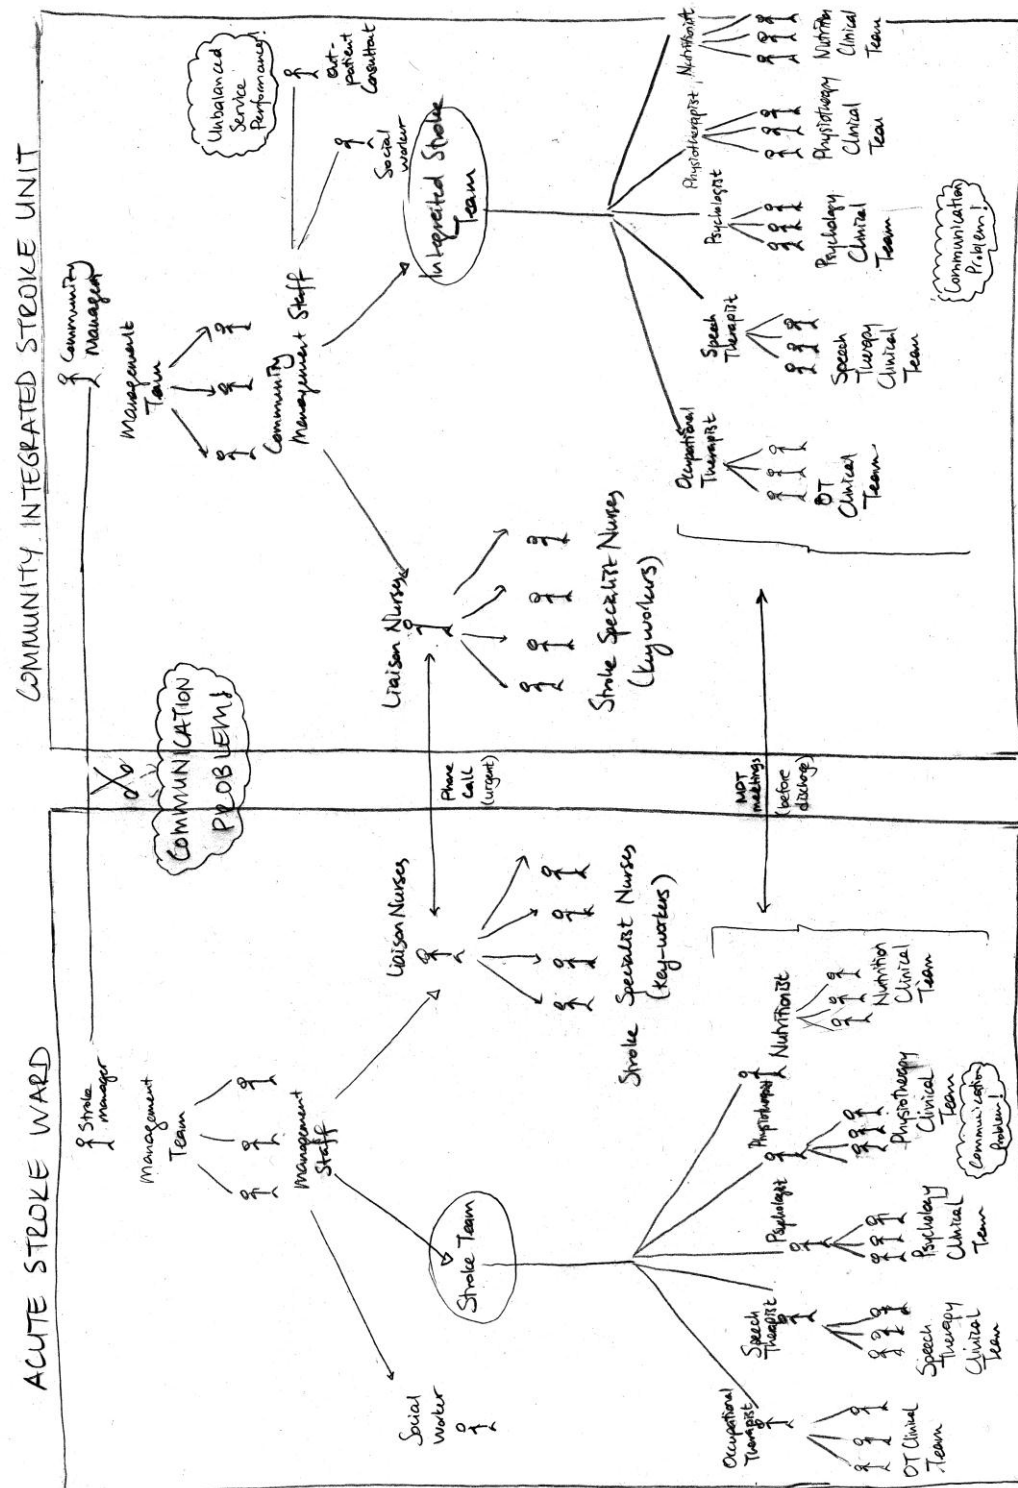 ACUTE STROKE WARD
Stroke
manager
Management
Team
Management
Staff
Social
Worker
Stroke Team
Liaison Nurses
Stroke Specialist Nurses
(key-workers)
Occupational
Therapist
Speech
Therapist
Psychologist
Physiotherapist
Nutritionist
OT Clinical
Team
Speech
Therapy
Clinical
Team
Psychology
Clinical
Team
Physiotherapy
Clinical
Team
Nutrition
Clinical
Team
Communication
Problem!
COMMUNICATION
PROBLEMS
Phone
call
(urgent)
MDT
meetings
(before
discharge)
COMMUNITY INTEGRATED STROKE UNIT
Community
Manager
Management
Team
Community
Management Staff
Unbalanced
Service
Performance!
out-
patient
Consultant
Social
Worker
Liaison Nurses
Stroke Specialist Nurses
(keyworkers)
Integreited Stroke
Team
Occupational
Therapist
Speech
Therapist
Psychologist
Physiotherapist
Nutritionist
OT
Clinical
Team
Speech
Therapy
Clinical
Team
Psychology
Clinical
Team
Physiotherapy
Clinical
Team
Nutrition
Clinical
Team
Communication
Problem!